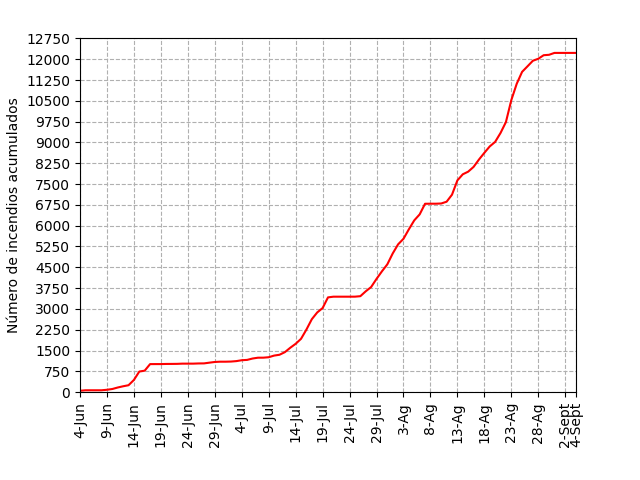 12750
12000
11250
10500
9750
9000
8250
7500
6750
6000
5250
4500
3750
3000
2250
1500
750
0
Número de incendios acumulados
4-Jun
9-Jun
14-Jun
19-Jun
24-Jun
29-Jun
4-Jul
9-Jul
14-Jul
19-Jul
24-Jul
29-Jul
3-Ag
8-Ag
13-Ag
18-Ag
23-Ag
28-Ag
2-Sept
4-Sept